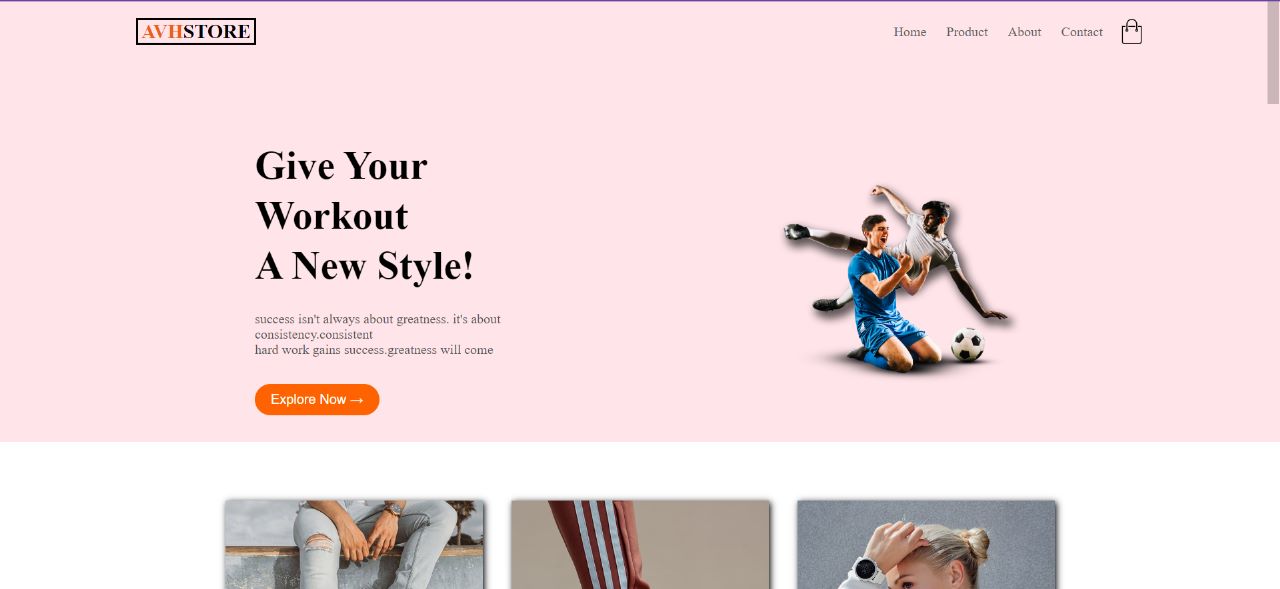 AVHSTORE
Home Product About Contact
Give Your
Workout
A New Style!
success isn't always about greatness. it's about
consistency.consistent
hard work gains success.greatness will come
Explore Now →